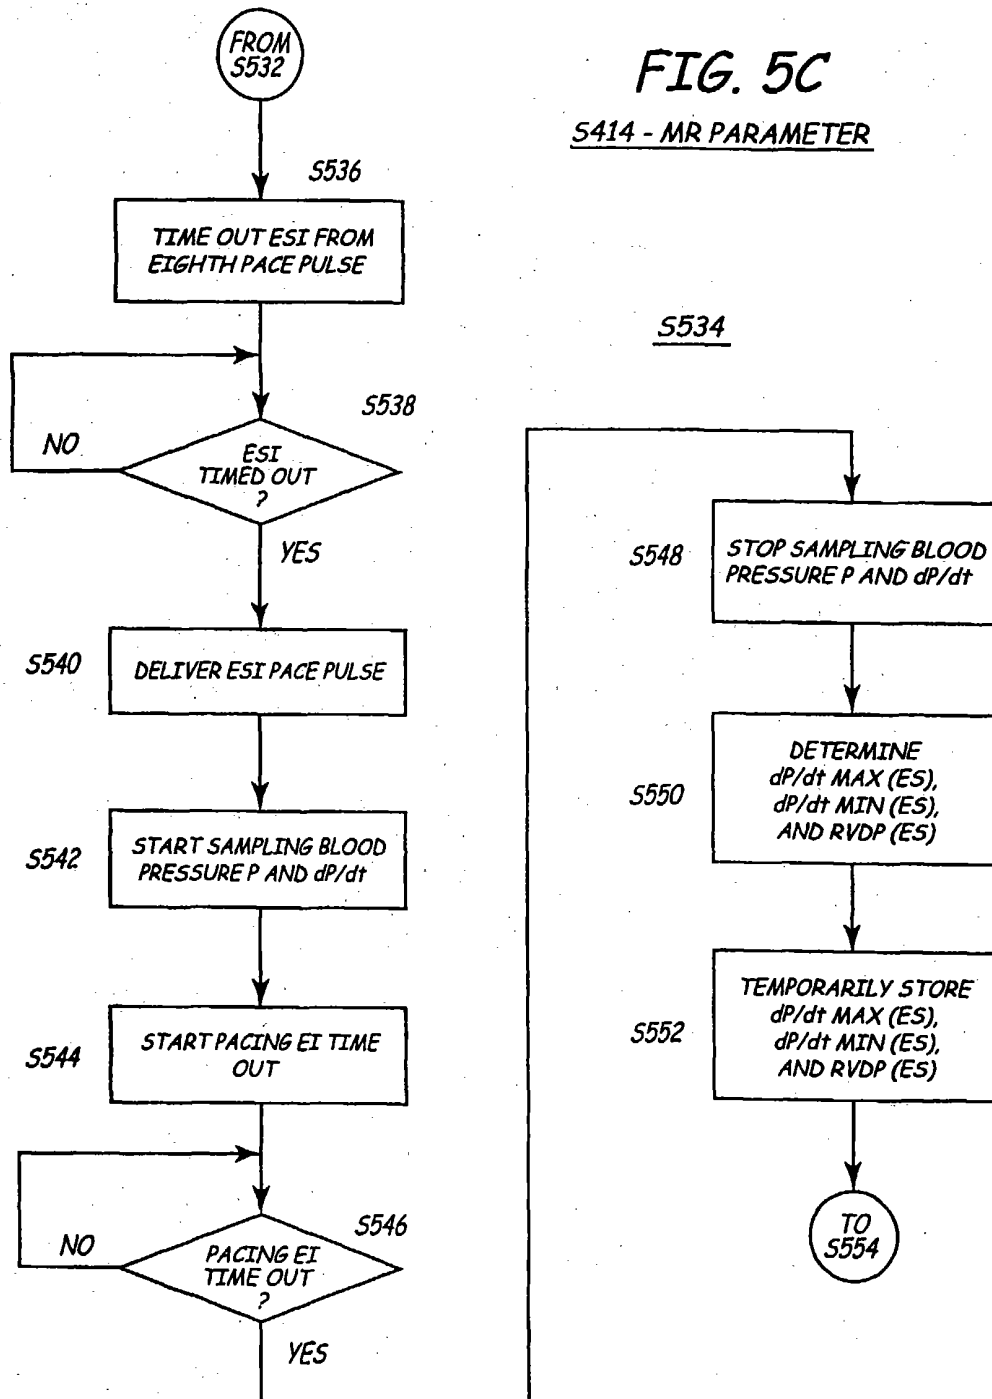 FROM
S532
FIG. 5C
S414 - MR PARAMETER
S536
TIME OUT ESI FROM
EIGHTH PACE PULSE
S534
S538
NO
ESI
TIMED OUT
?
YES
S540
DELIVER ESI PACE PULSE
S542
START SAMPLING BLOOD
PRESSURE P AND dP/dt
S544
START PACING EI TIME
OUT
S546
NO
PACING EI
TIME OUT
?
YES
S548
STOP SAMPLING BLOOD
PRESSURE P AND dP/dt
S550
DETERMINE
dP/dt MAX (ES),
dP/dt MIN (ES),
AND RVDP (ES)
S552
TEMPORARILY STORE
dP/dt MAX (ES),
dP/dt MIN (ES),
AND RVDP (ES)
TO
S554